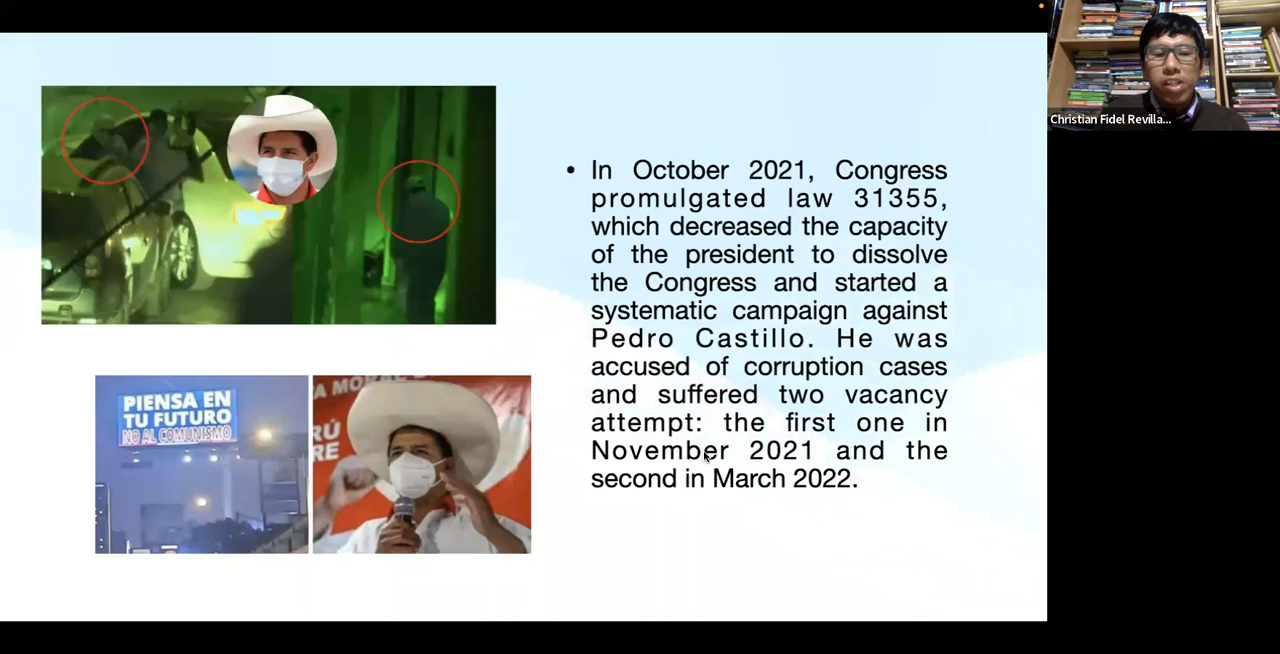 Christian Fidel Revilla...
• In October 2021, Congress
promulgated law 31355,
which decreased the capacity
of the president to dissolve
the Congress and started a
systematic campaign against
Pedro Castillo. He was
accused of corruption cases
and suffered two vacancy
attempt: the first one in
November 2021 and the
second in March 2022.
PIENSA EN
TU FUTURO
NO AL COMUNISMO
A MORAL
RÚ
RE